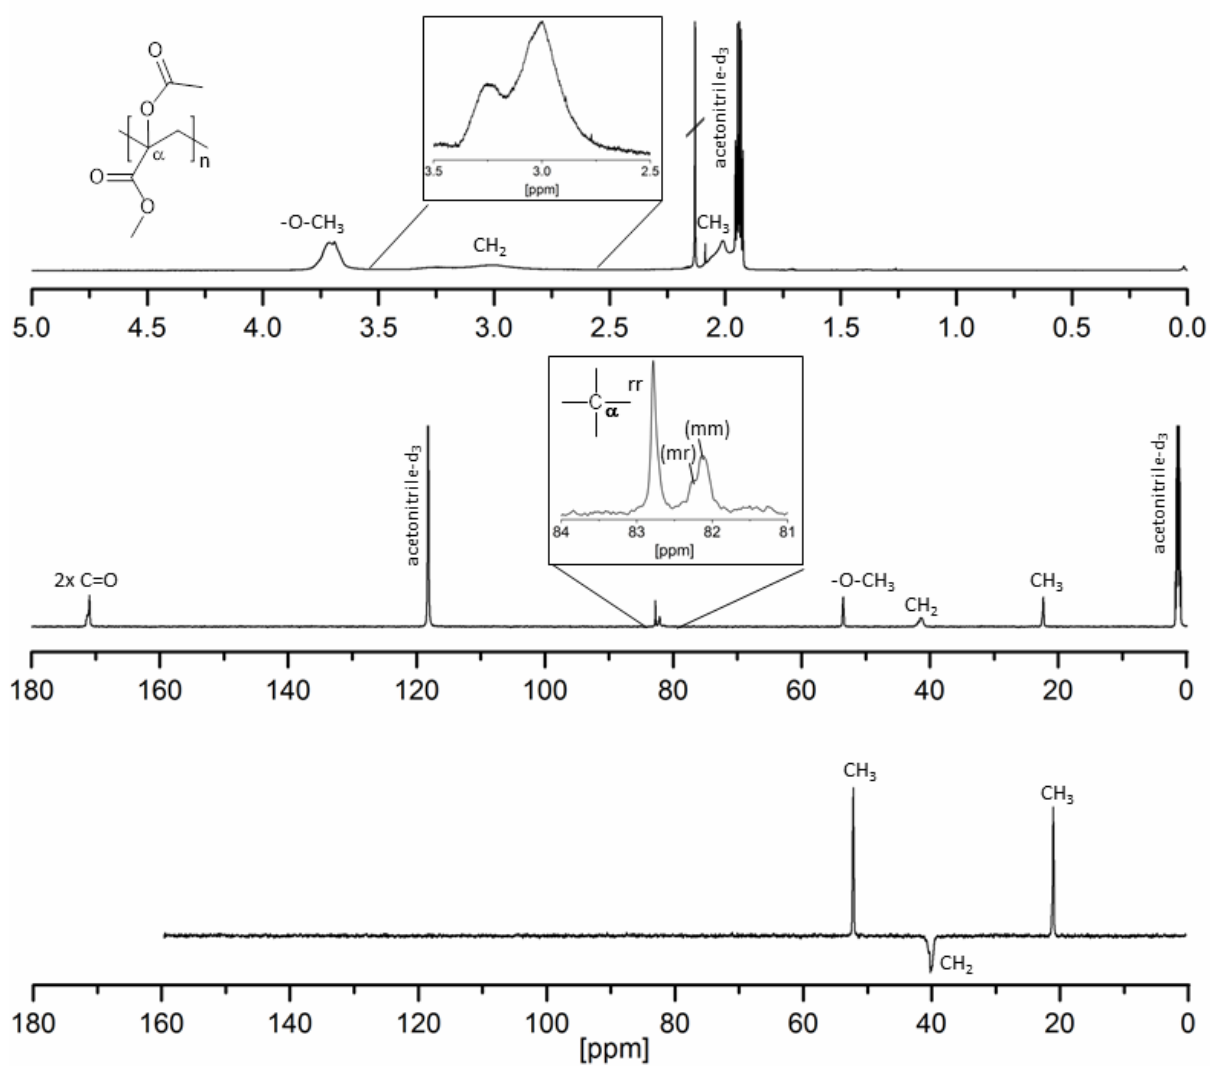 O
O
α
n
O
O
3.5 3.0 2.5
[ppm]
acetonitrile-d3
-O-CH3
CH2
CH3
5.0 4.5 4.0 3.5 3.0 2.5 2.0 1.5 1.0 0.5 0.0
C
α
rr
(mr)
(mm)
84 83 82 81
[ppm]
2x C=O
acetonitrile-d3
-O-CH3
CH2
CH3
acetonitrile-d3
180 160 140 120 100 80 60 40 20 0
CH3
CH3
CH2
180 160 140 120 100 80 60 40 20 0
[ppm]